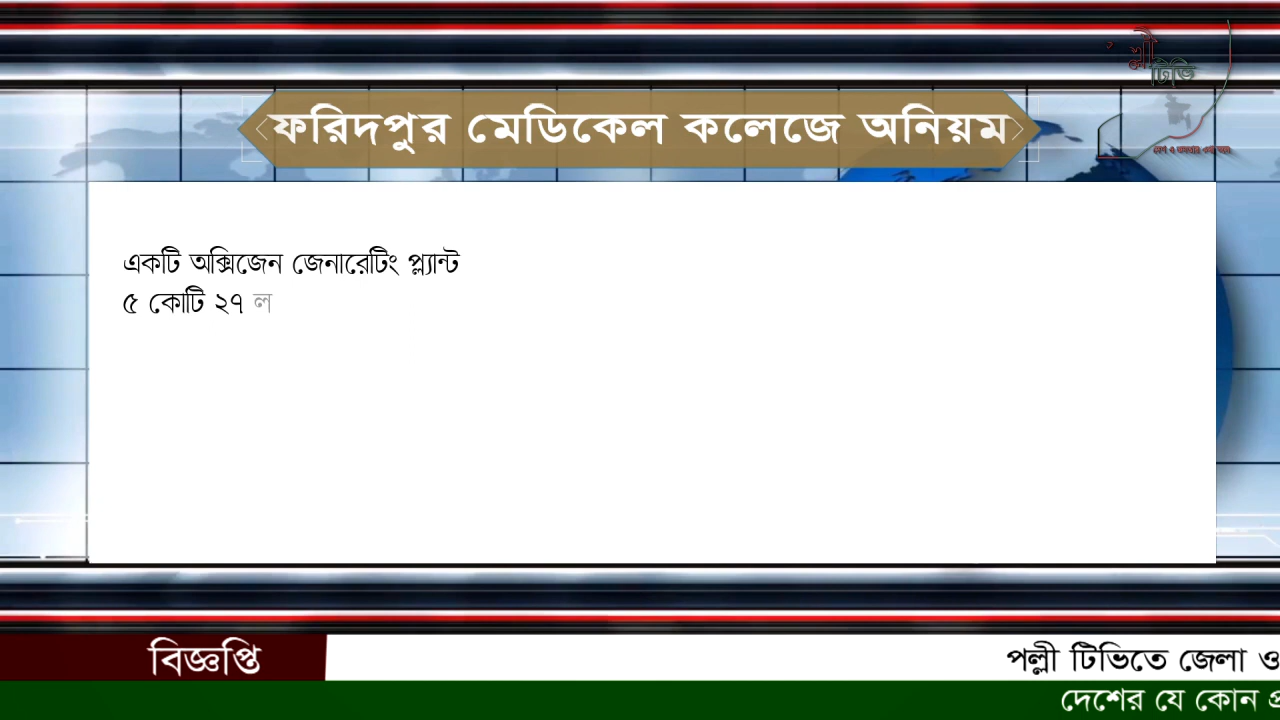 টিভি
ফরিদপুর মেডিকেল কলেজে অনিয়ম
একটি অক্সিজেন জেনারেটিং প্ল্যান্ট
৫ কোটি ২৭ ল
বিজ্ঞপ্তি
পল্লী টিভিতে জেলা ও
দেশের যে কোন প্র